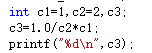 int c1=1,c2=2,c3;
c3=1.0/c2*c1;
printf("%d\n",c3);